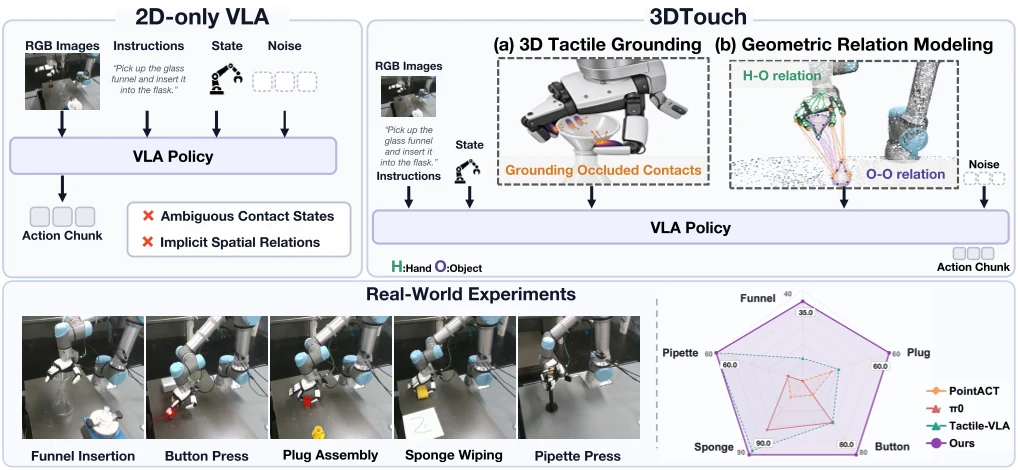 2D-only VLA
RGB Images
Instructions
State
Noise
"Pick up the glass
funnel and insert it
into the flask."
VLA Policy
Action Chunk
✕ Ambiguous Contact States
✕ Implicit Spatial Relations
3DTouch
RGB Images
"Pick up the
glass funnel
and insert it
into the flask."
Instructions
State
(a) 3D Tactile Grounding
Grounding Occluded Contacts
(b) Geometric Relation Modeling
H-O relation
O-O relation
Noise
VLA Policy
H:Hand O:Object
Action Chunk
Real-World Experiments
Funnel Insertion
Button Press
Plug Assembly
Sponge Wiping
Pipette Press
Funnel
40
35.0
Pipette
60
60.0
60
Plug
60.0
Sponge
90
90.0
80.0
80
Button
PointACT
π0
Tactile-VLA
Ours